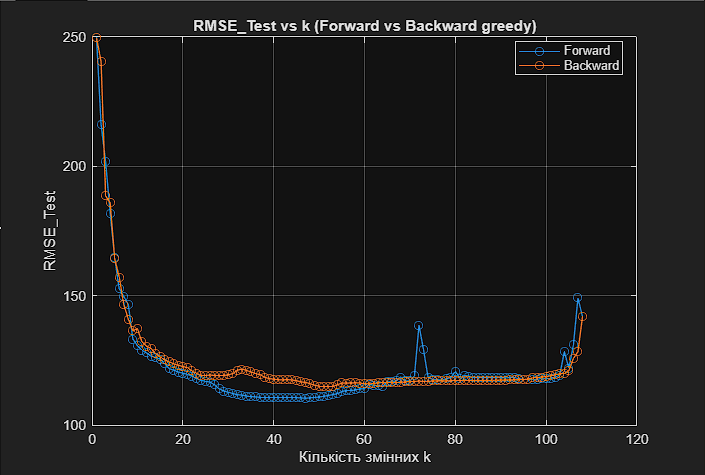 RMSE_Test vs k (Forward vs Backward greedy)
250
Forward
Backward
200
RMSE_Test
150
100
0 20 40 60 80 100 120
Кількість змінних k